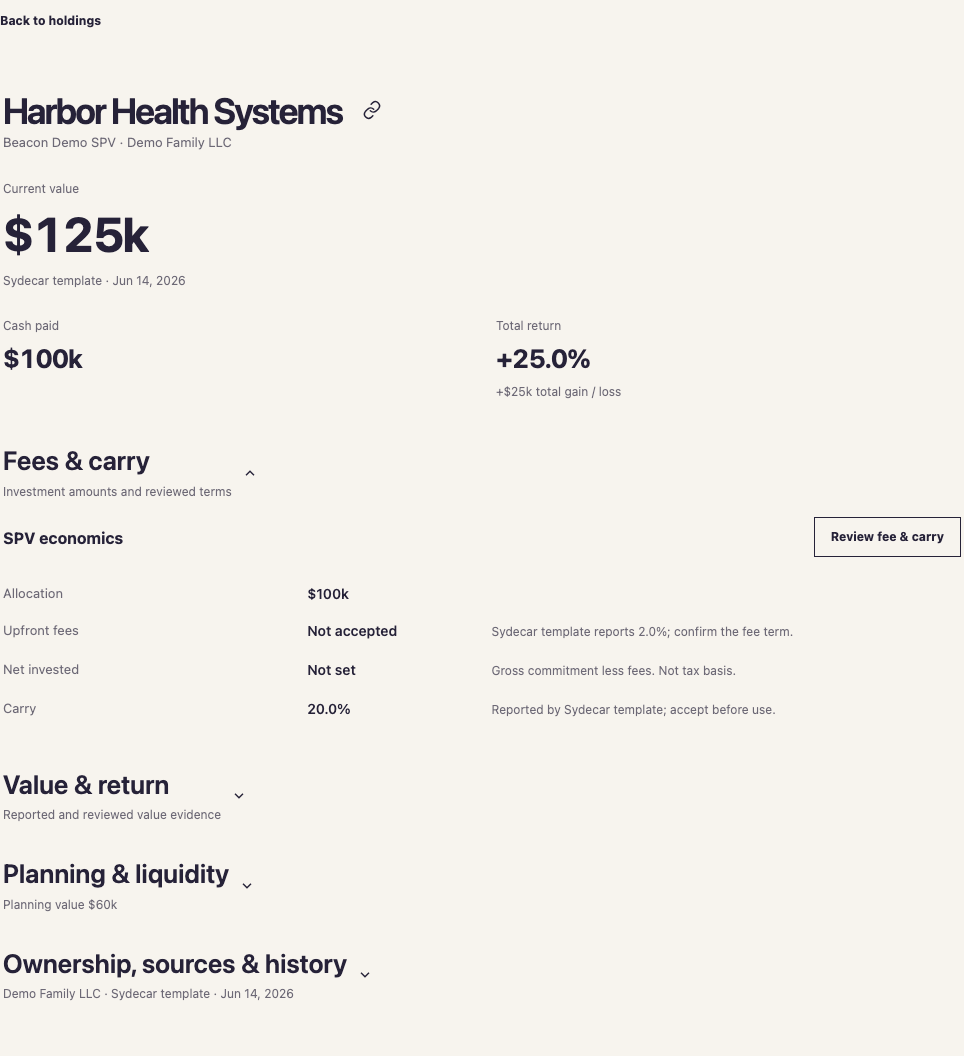 Back to holdings
Harbor Health Systems
Beacon Demo SPV · Demo Family LLC
Current value
$125k
Sydecar template · Jun 14, 2026
Cash paid
$100k
Total return
+25.0%
+$25k total gain / loss
Fees & carry
Investment amounts and reviewed terms
SPV economics
Review fee & carry
Allocation $100k
Upfront fees Not accepted Sydecar template reports 2.0%; confirm the fee term.
Net invested Not set Gross commitment less fees. Not tax basis.
Carry 20.0% Reported by Sydecar template; accept before use.
Value & return
Reported and reviewed value evidence
Planning & liquidity
Planning value $60k
Ownership, sources & history
Demo Family LLC · Sydecar template · Jun 14, 2026